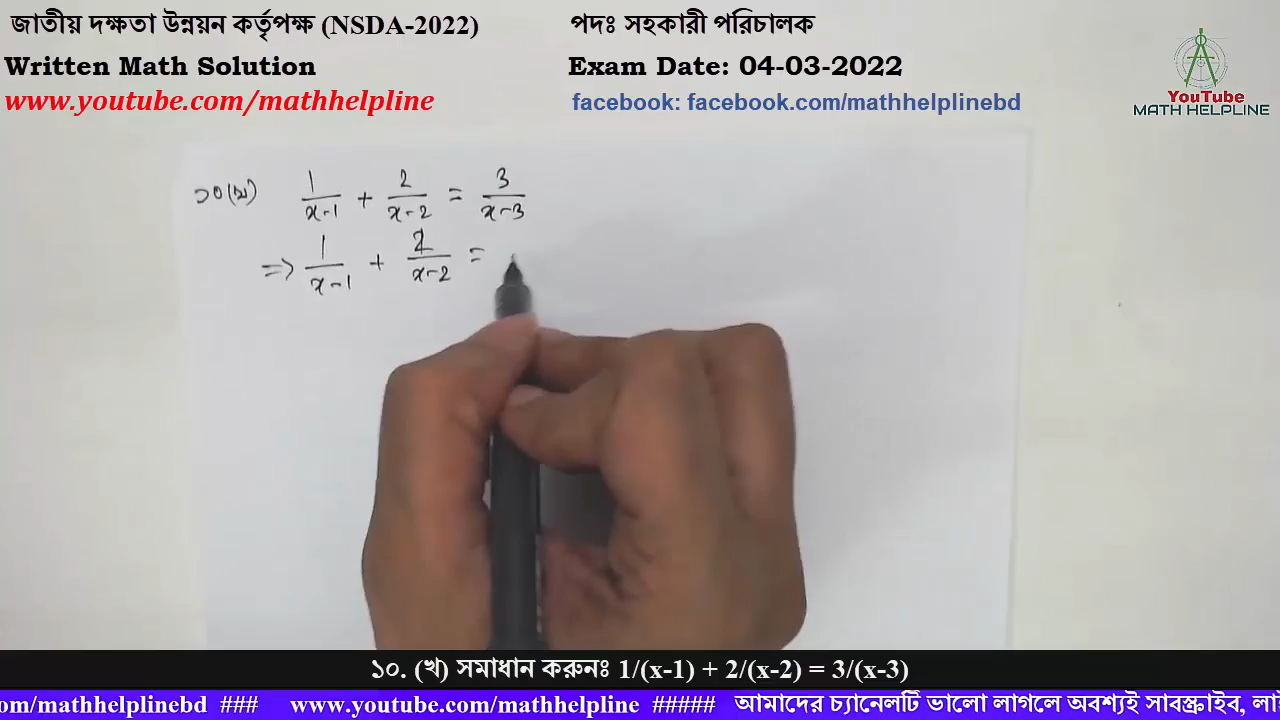 জাতীয় দক্ষতা উন্নয়ন কর্তৃপক্ষ (NSDA-2022)
পদঃ সহকারী পরিচালক
Written Math Solution
Exam Date: 04-03-2022
www.youtube.com/mathhelpline
facebook: facebook.com/mathhelplinebd
YouTube
MATH HELPLINE
১০(খ) 1/(x-1) + 2/(x-2) = 3/(x-3)
=> 1/(x-1) + 2/(x-2) =
১০. (খ) সমাধান করুনঃ 1/(x-1) + 2/(x-2) = 3/(x-3)
om/mathhelplinebd ### www.youtube.com/mathhelpline ##### আমাদের চ্যানেলটি ভালো লাগলে অবশ্যই সাবস্ক্রাইব, লা